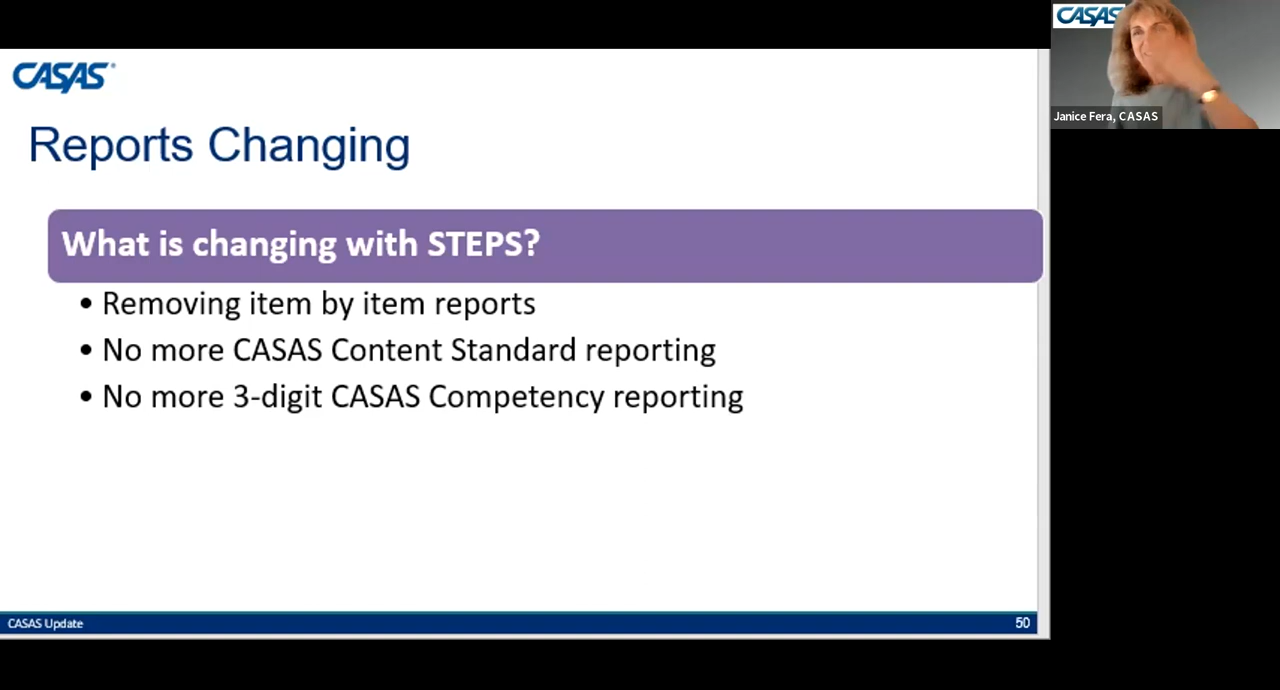 CASAS®
Reports Changing
What is changing with STEPS?
• Removing item by item reports
• No more CASAS Content Standard reporting
• No more 3-digit CASAS Competency reporting
CASAS Update
50
CASAS
Janice Fera, CASAS